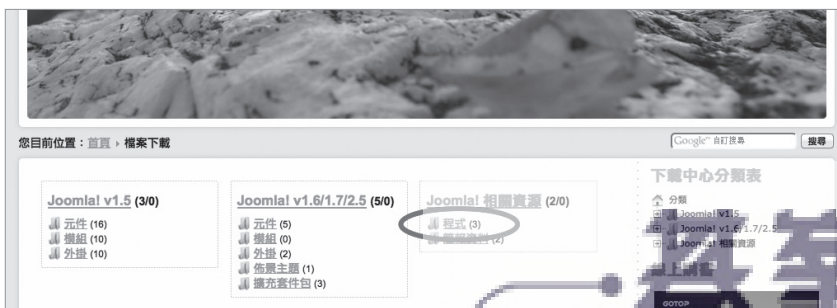 您目前位置：首頁 › 檔案下載
Google™ 自訂搜尋
搜尋
Joomla! v1.5 (3/0)
元件 (16)
模組 (10)
外掛 (10)
Joomla! v1.6/1.7/2.5 (5/0)
元件 (5)
模組 (0)
外掛 (2)
佈景主題 (1)
擴充套件包 (3)
Joomla! 相關資源 (2/0)
程式 (3)
(2)
下載中心分類表
分類
Joomla! v1.5
Joomla! v1.6/1.7/2.5
Joomla! 相關資源
GOTOP